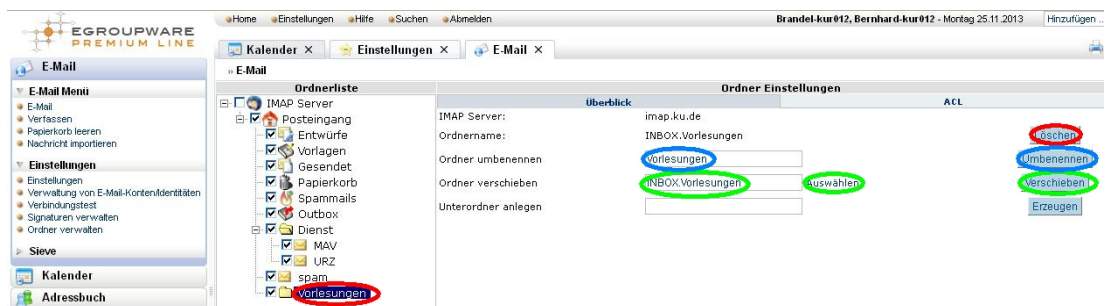 EGROUPWARE
PREMIUM LINE
Home Einstellungen Hilfe Suchen Abmelden
Brandel-kur012, Bernhard-kur012 - Montag 25.11.2013
Hinzufügen ...
Kalender × Einstellungen × E-Mail ×
E-Mail
» E-Mail
E-Mail Menü
E-Mail
Verfassen
Papierkorb leeren
Nachricht importieren
Einstellungen
Einstellungen
Verwaltung von E-Mail-Konten/Identitäten
Verbindungstest
Signaturen verwalten
Ordner verwalten
Sieve
Kalender
Adressbuch
Ordnerliste
IMAP Server
Posteingang
Entwürfe
Vorlagen
Gesendet
Papierkorb
Spammails
Outbox
Dienst
MAV
URZ
spam
Vorlesungen
Ordner Einstellungen
Überblick ACL
IMAP Server: imap.ku.de
Ordnername: INBOX.Vorlesungen Löschen
Ordner umbenennen Vorlesungen Umbenennen
Ordner verschieben INBOX.Vorlesungen Auswählen Verschieben
Unterordner anlegen Erzeugen